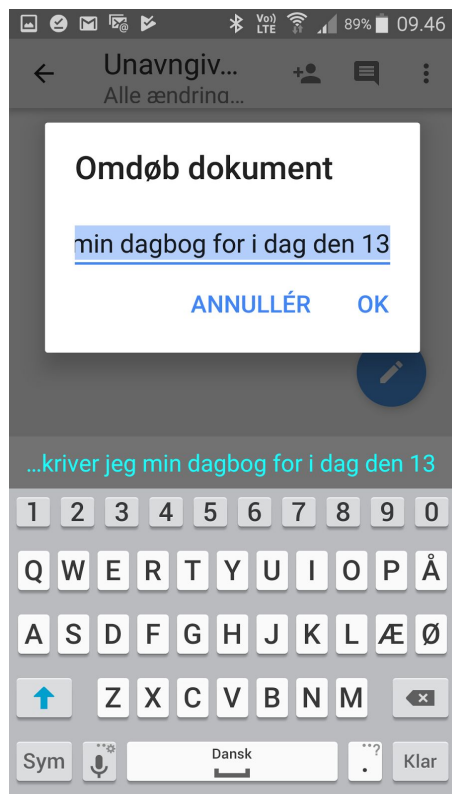 Vo)) LTE 89% 09.46
Unavngiv...
Alle ændring...
Omdøb dokument
min dagbog for i dag den 13
ANNULLÉR OK
...kriver jeg min dagbog for i dag den 13
1 2 3 4 5 6 7 8 9 0
Q W E R T Y U I O P Å
A S D F G H J K L Æ Ø
Z X C V B N M
Sym Dansk . ? Klar